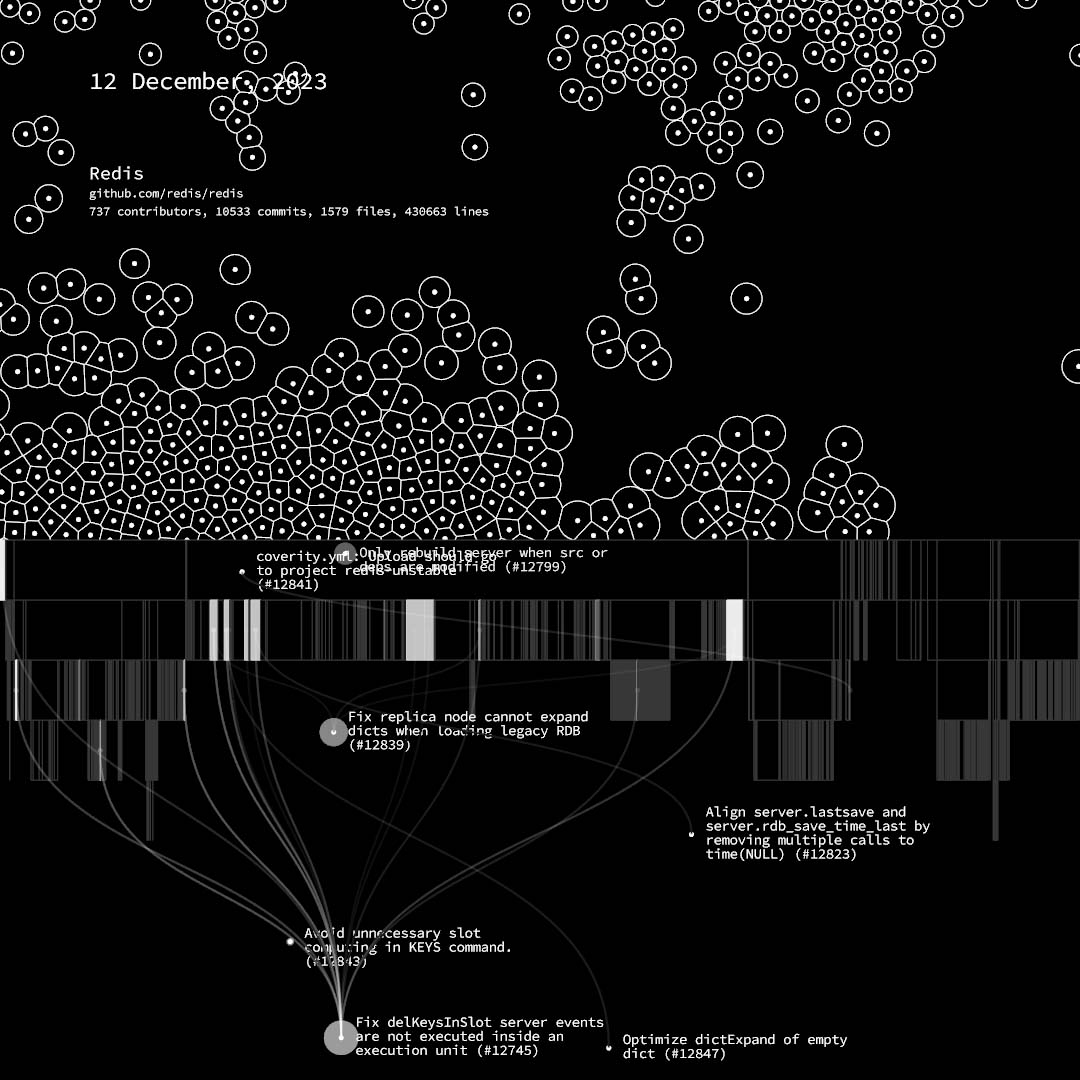 12 December, 2023
Redis
github.com/redis/redis
737 contributors, 10533 commits, 1579 files, 430663 lines
Only rebuild server when src or
deps are modified (#12799)
coverity.yml: Upload should go
to project redis-unstable
(#12841)
Fix replica node cannot expand
dicts when loading legacy RDB
(#12839)
Align server.lastsave and
server.rdb_save_time_last by
removing multiple calls to
time(NULL) (#12823)
Avoid unnecessary slot
computing in KEYS command.
(#12843)
Fix delKeysInSlot server events
are not executed inside an
execution unit (#12745)
Optimize dictExpand of empty
dict (#12847)